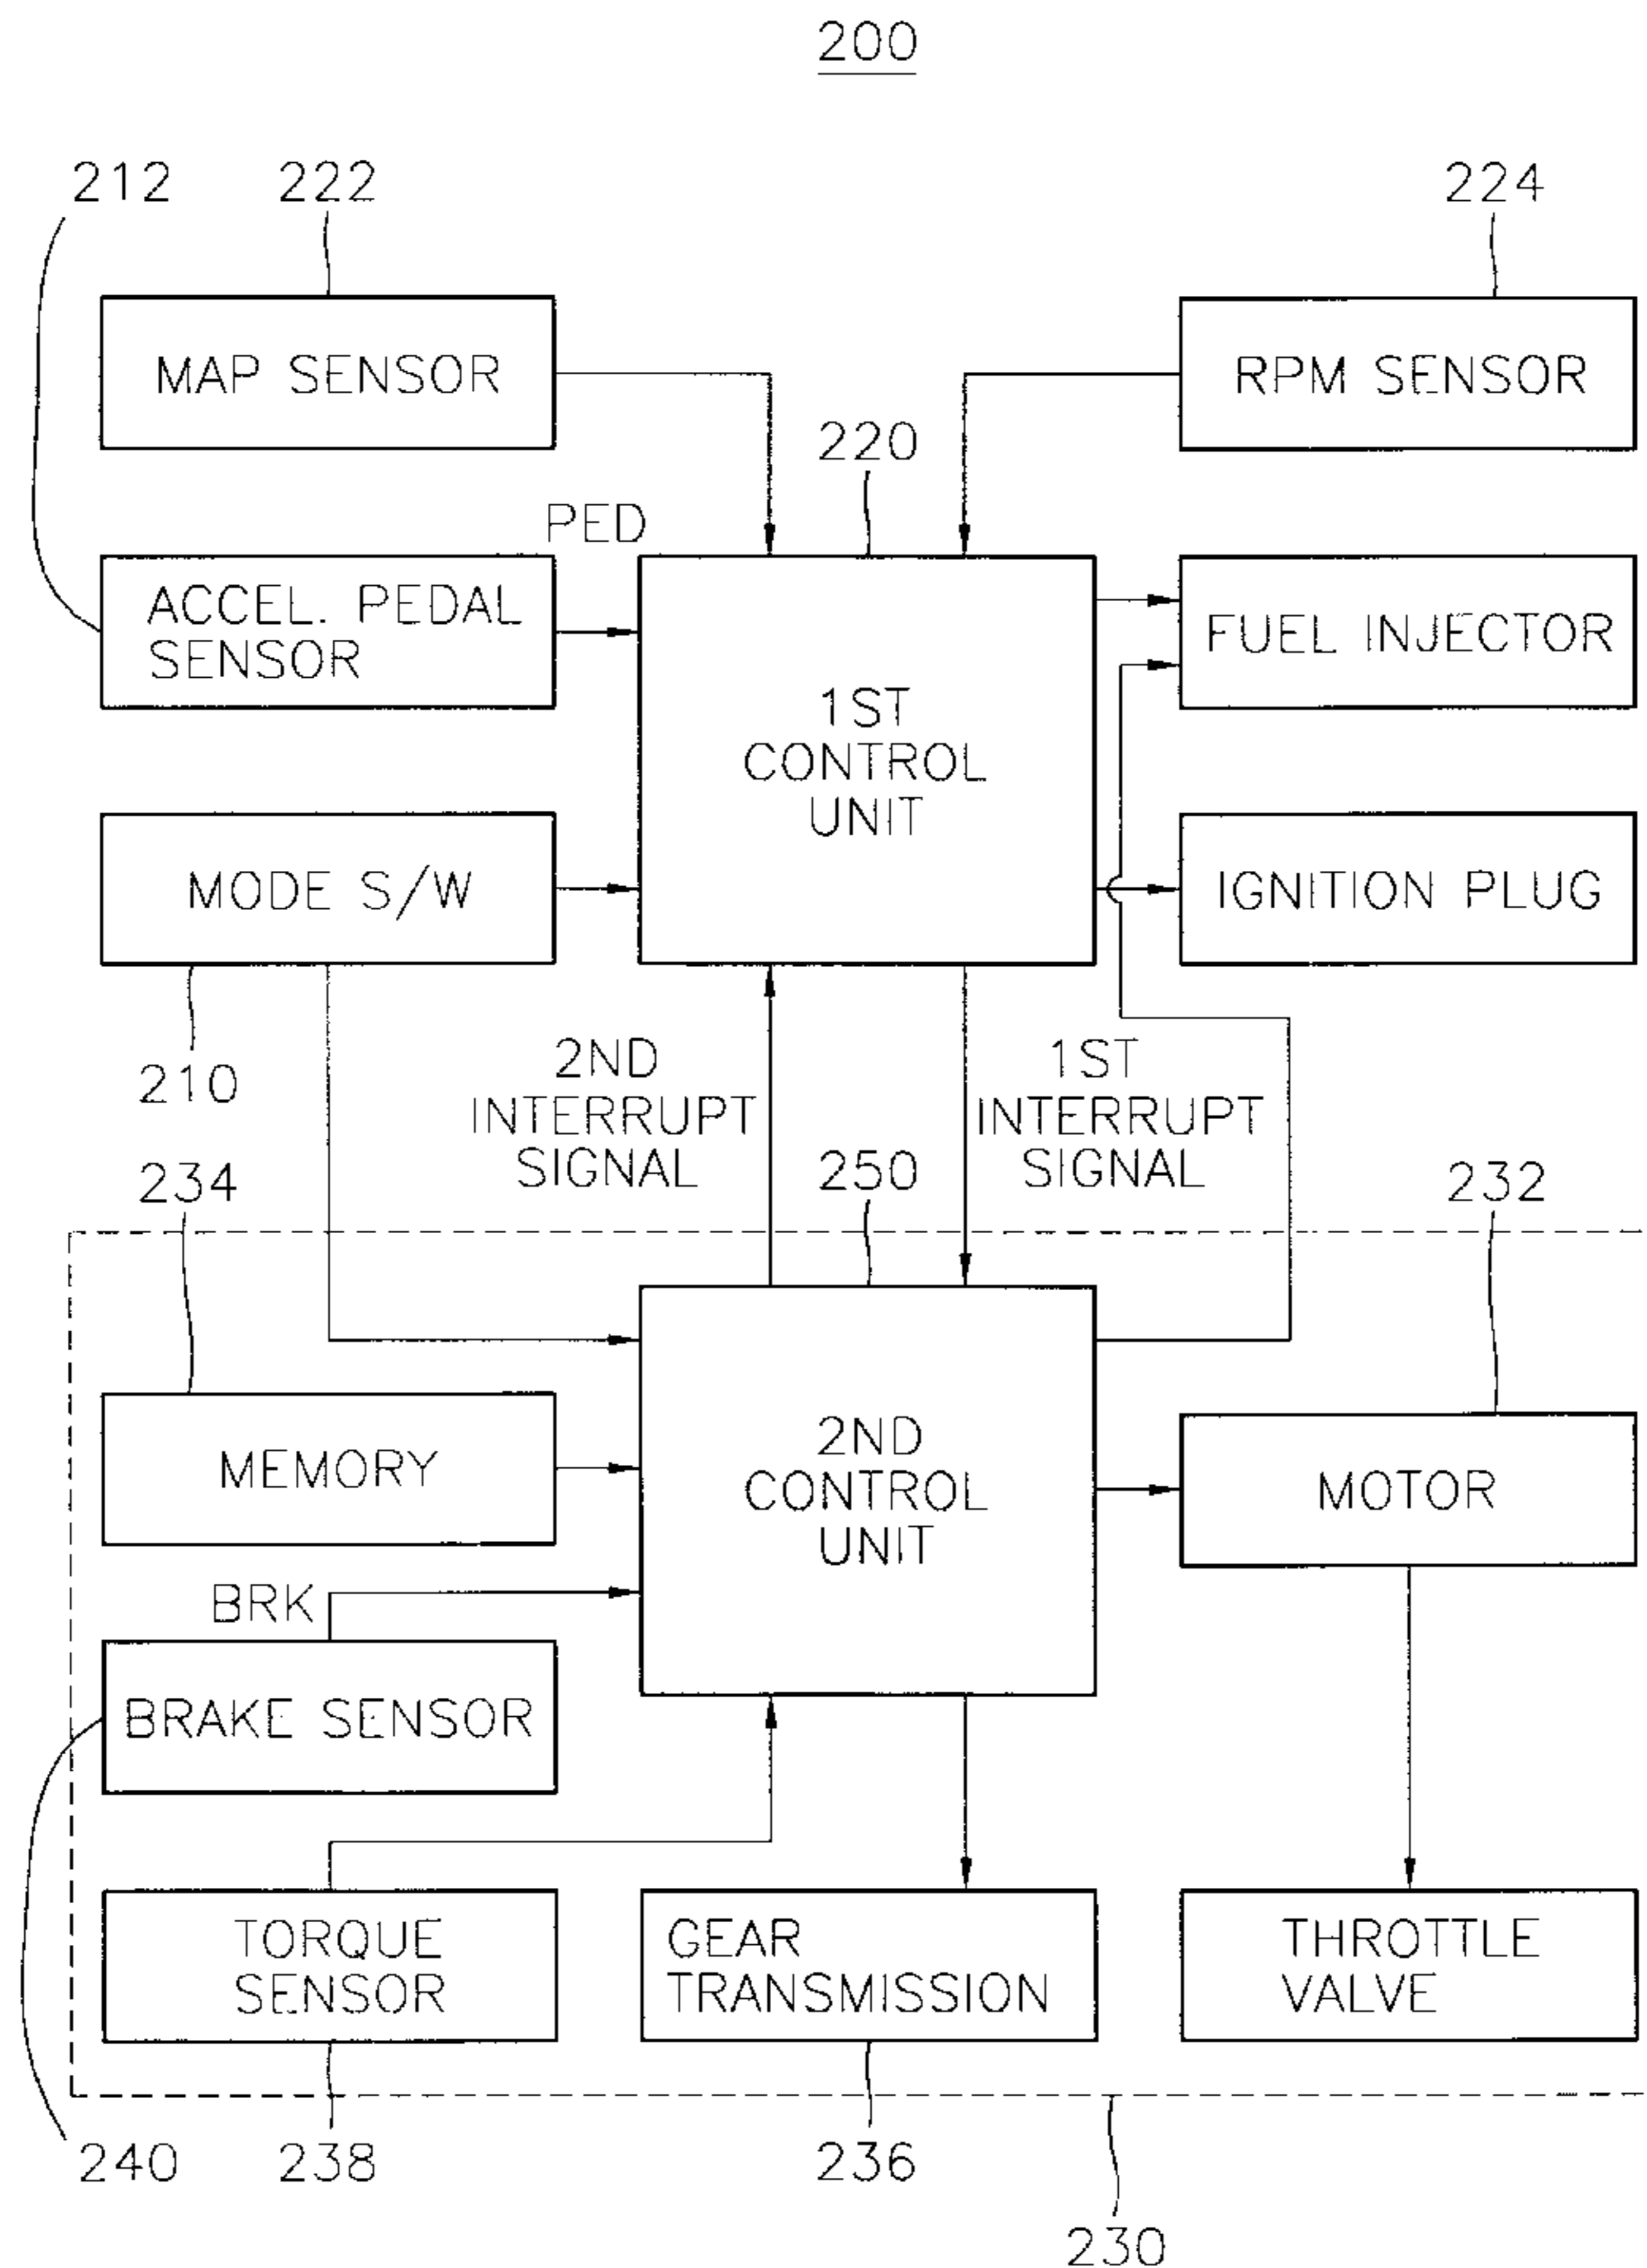 200
212
222
224
MAP SENSOR
RPM SENSOR
220
PED
ACCEL. PEDAL
SENSOR
1ST
CONTROL
UNIT
FUEL INJECTOR
MODE S/W
IGNITION PLUG
210
2ND
INTERRUPT
SIGNAL
1ST
INTERRUPT
SIGNAL
234
250
232
MEMORY
2ND
CONTROL
UNIT
MOTOR
BRK
BRAKE SENSOR
TORQUE
SENSOR
GEAR
TRANSMISSION
THROTTLE
VALVE
240
238
236
230